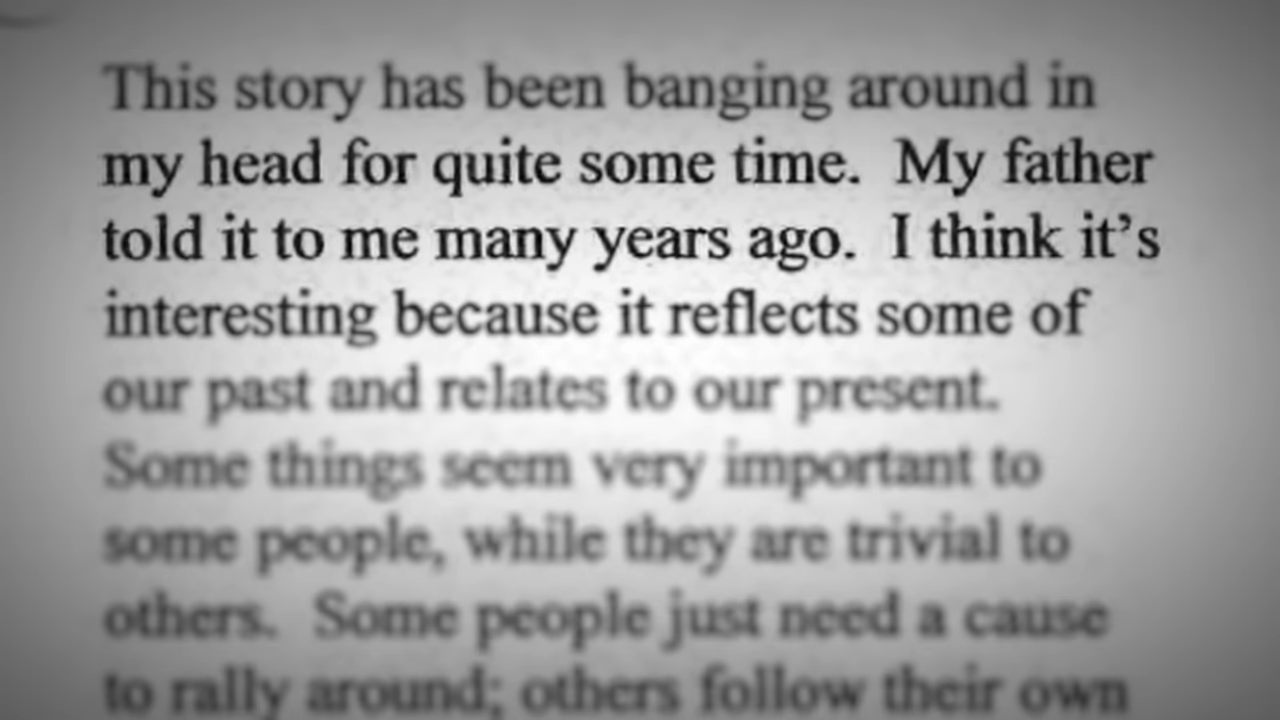 This story has been banging around in
my head for quite some time.  My father
told it to me many years ago.  I think it’s
interesting because it reflects some of
our past and relates to our present.
Some things seem very important to
some people, while they are trivial to
others.  Some people just need a cause
to rally around; others follow their own